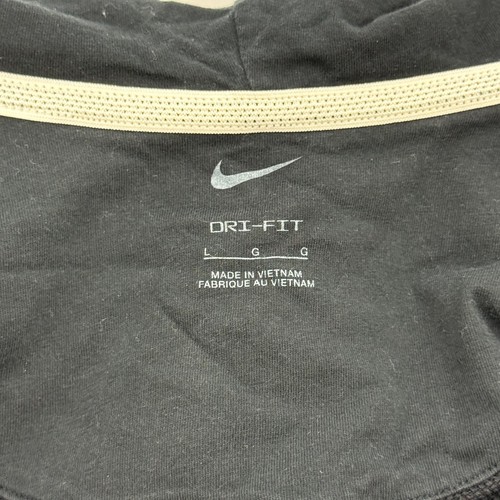 DRI-FIT
L G G
MADE IN VIETNAM
FABRIQUE AU VIETNAM